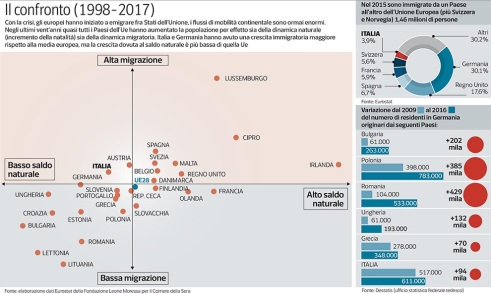 Il confronto (1998-2017)
Con la crisi, gli europei hanno iniziato a emigrare fra Stati dell'Unione, i flussi di mobilità continentale sono ormai enormi.
Negli ultimi vent'anni quasi tutti i Paesi dell'Ue hanno aumentato la popolazione per effetto sia della dinamica naturale
(incremento della natalità) sia della dinamica migratoria. Italia e Germania hanno avuto una crescita immigratoria maggiore
rispetto alla media europea, ma la crescita dovuta al saldo naturale è più bassa di quella Ue
Alta migrazione
LUSSEMBURGO
CIPRO
SPAGNA
SVEZIA
AUSTRIA
MALTA
IRLANDA
ITALIA
BELGIO
REGNO UNITO
Basso saldo
naturale
GERMANIA
UE28
DANIMARCA
FINLANDIA
FRANCIA
Alto saldo
naturale
UNGHERIA
SLOVENIA
PORTOGALLO
REP. CECA
OLANDA
GRECIA
CROAZIA
ESTONIA
POLONIA
SLOVACCHIA
BULGARIA
ROMANIA
LETTONIA
LITUANIA
Bassa migrazione
Fonte: elaborazione dati Eurostat della Fondazione Leone Moressa per il Corriere della Sera
Nel 2015 sono immigrate da un Paese
all'altro dell'Unione Europea (più Svizzera
e Norvegia) 1.46 milioni di persone
ITALIA
3,9%
Svizzera
5,6%
Francia
5,9%
Spagna
6,7%
Altri
30,2%
Germania
30,1%
Regno Unito
17,6%
Fonte: Eurostat
Variazione dal 2009 al 2016
del numero di residenti in Germania
originari dai seguenti Paesi:
Bulgaria
61.000
263.000
+202
mila
Polonia
398.000
783.000
+385
mila
Romania
104.000
533.000
+429
mila
Ungheria
61.000
193.000
+132
mila
Grecia
278.000
348.000
+70
mila
ITALIA
517.000
611.000
+94
mila
Fonte: Destatis (ufficio statistico federale tedesco)